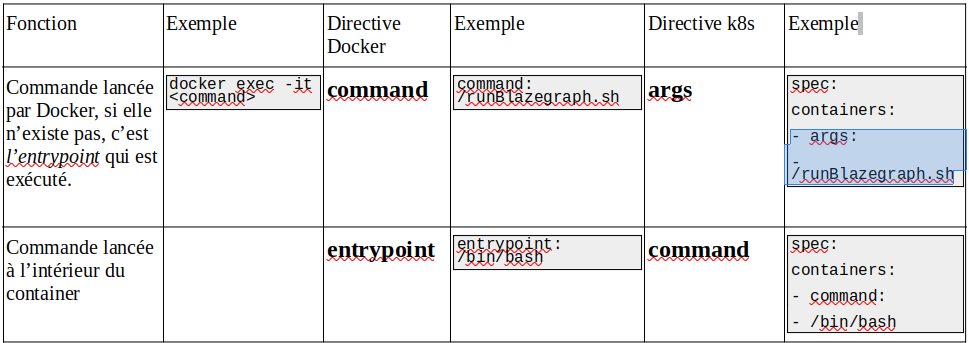 Fonction
Exemple
Directive
Docker
Exemple
Directive k8s
Exemple
Commande lancée
par Docker, si elle
n’existe pas, c’est
l’entrypoint qui est
exécuté.
docker exec -it
<command>
command
command:
/runBlazegraph.sh
args
spec:
containers:
- args:
-
/runBlazegraph.sh
Commande lancée
à l’intérieur du
container
entrypoint
entrypoint:
/bin/bash
command
spec:
containers:
- command:
- /bin/bash